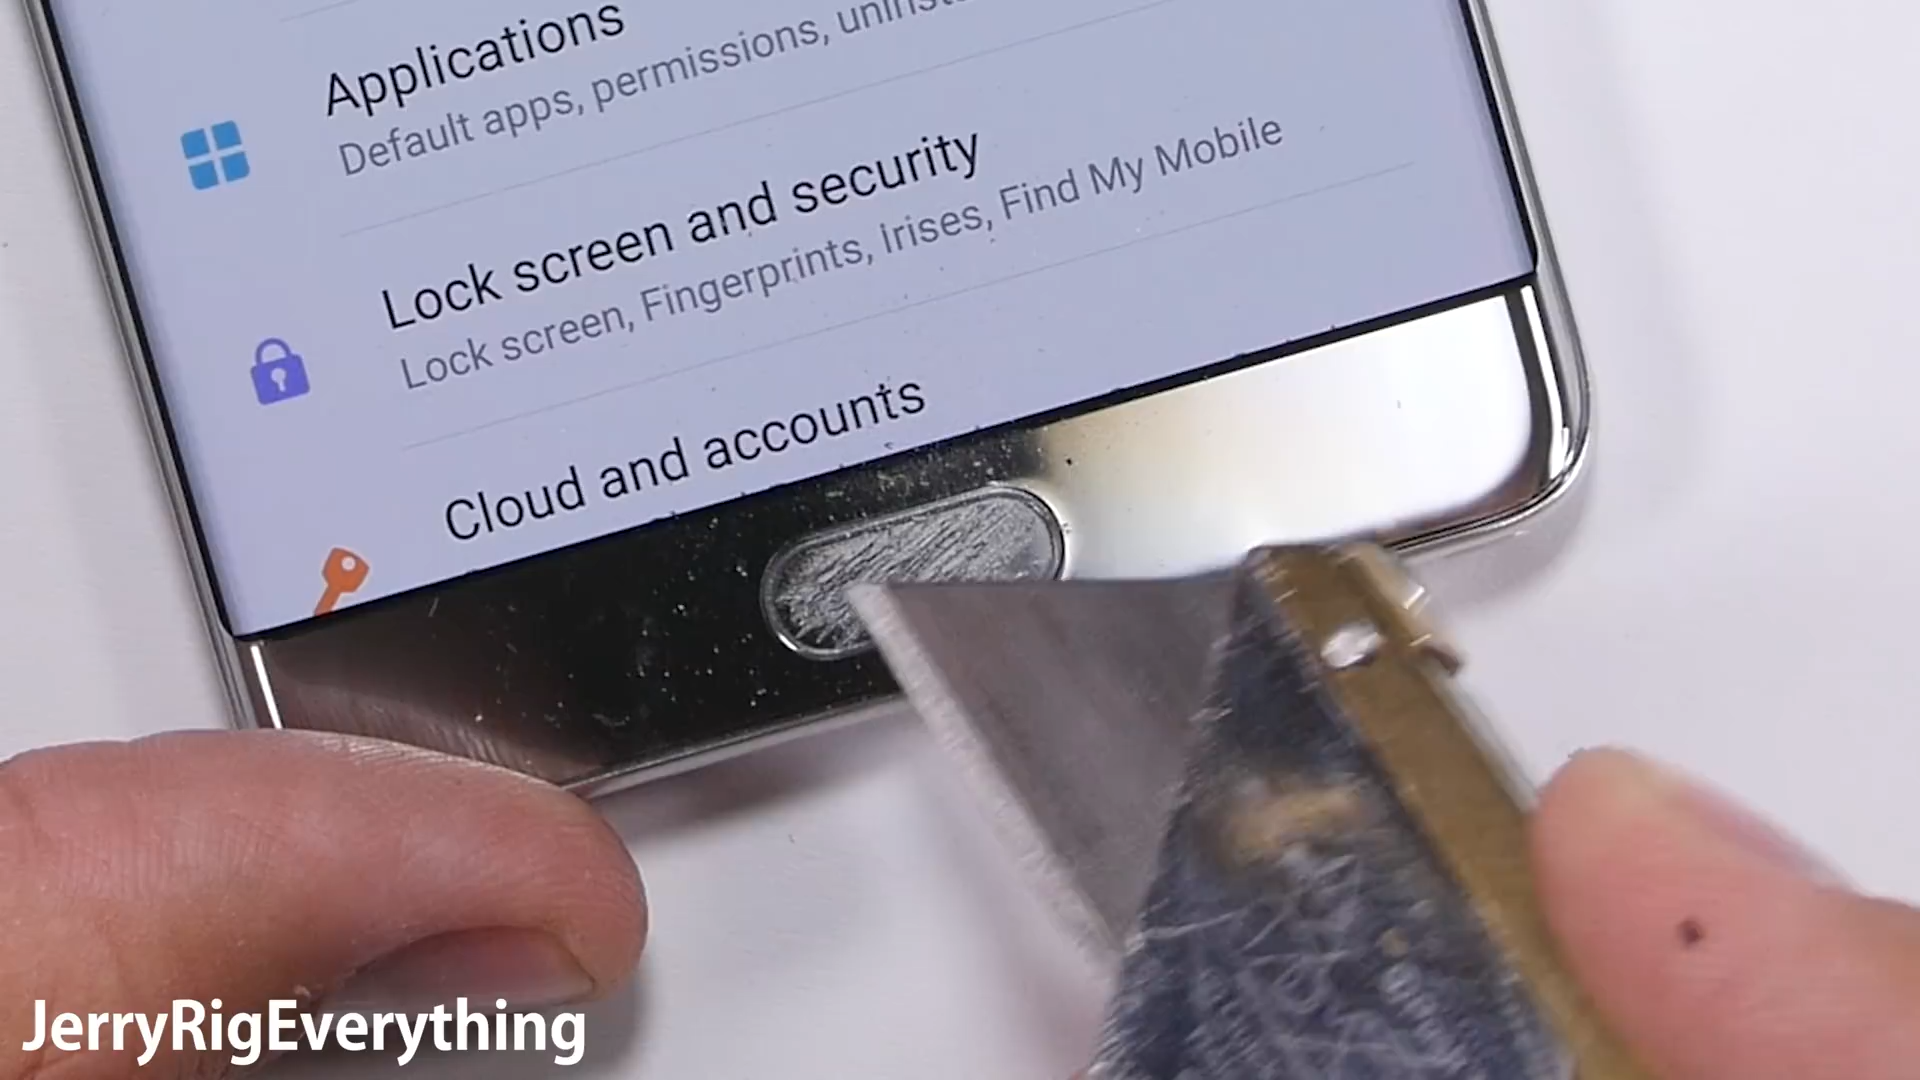 Applications
Default apps, permissions,
Lock screen and security
Lock screen, Fingerprints, Irises, Find My Mobile
Cloud and accounts
JerryRigEverything